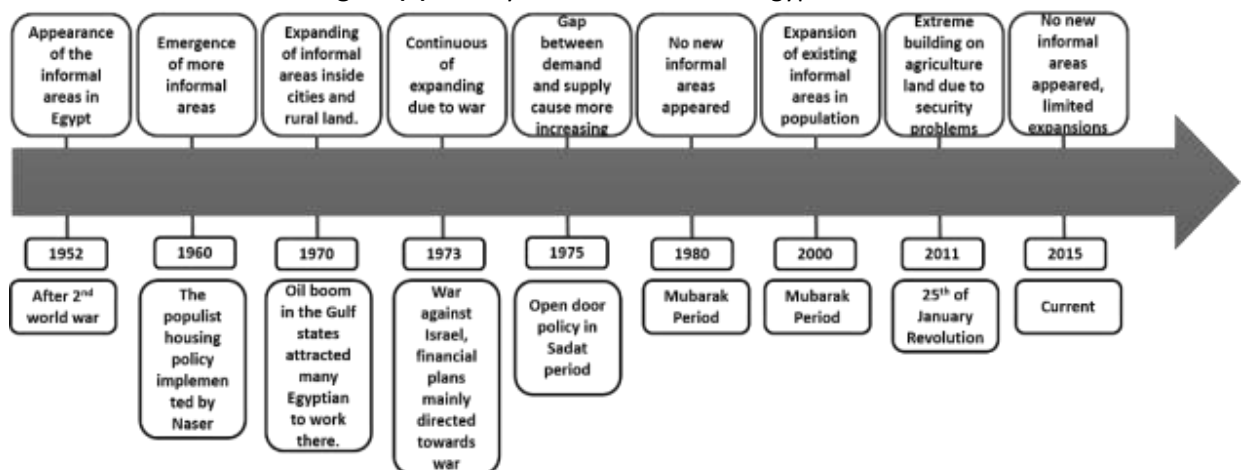 Appearance
of the
informal
areas in
Egypt
Emergence
of more
informal
areas
Expanding
of informal
areas inside
cities and
rural land.
Continuous
of
expanding
due to war
Gap
between
demand
and supply
cause more
increasing
No new
informal
areas
appeared
Expansion
of existing
informal
areas in
population
Extreme
building on
agriculture
land due to
security
problems
No new
informal
areas
appeared,
limited
expansions
1952
1960
1970
1973
1975
1980
2000
2011
2015
After 2nd
world war
The
populist
housing
policy
implemen
ted by
Naser
Oil boom
in the Gulf
states
attracted
many
Egyptian
to work
there.
War
against
Israel,
financial
plans
mainly
directed
towards
war
Open door
policy in
Sadat
period
Mubarak
Period
Mubarak
Period
25th of
January
Revolution
Current